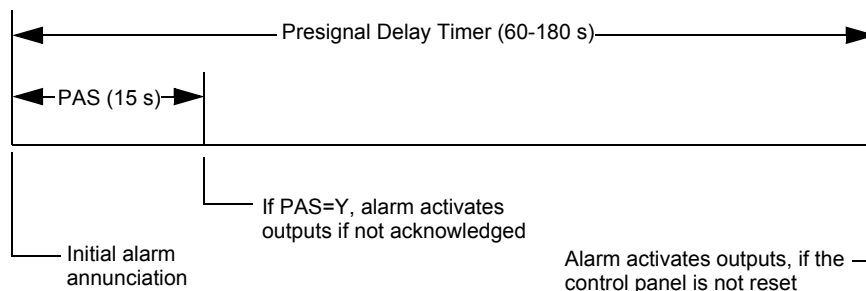 Presignal Delay Timer (60-180 s)
PAS (15 s)
If PAS=Y, alarm activates
outputs if not acknowledged
Initial alarm
annunciation
Alarm activates outputs, if the
control panel is not reset